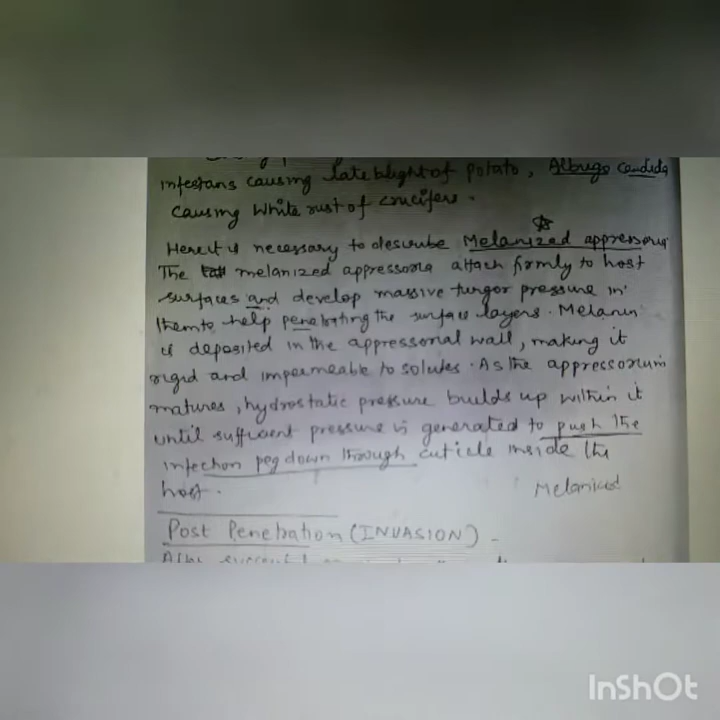 infestans causing late blight of potato, Albugo candida
causing White rust of crucifers.
Here it is necessary to describe Melanized appressoria
The melanized appressoria attach firmly to host
surfaces and develop massive turgor pressure in
them to help penetrating the surface layers. Melanin
is deposited in the appressorial wall, making it
rigid and impermeable to solutes. As the appressorium
matures, hydrostatic pressure builds up within it
until sufficient pressure is generated to push the
infection peg down through cuticle inside the
host.
Melanized
Post Penetration (INVASION) -
InShOt